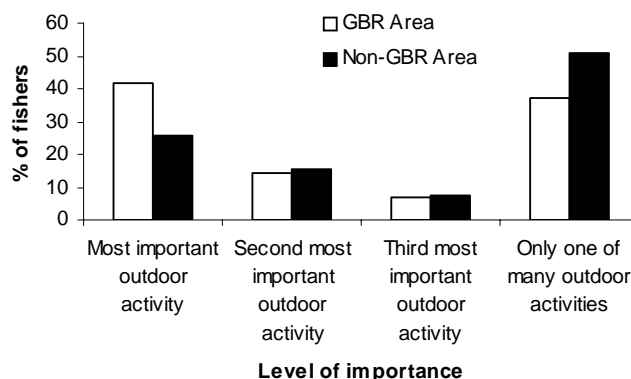 % of fishers
60
50
40
30
20
10
0
GBR Area
Non-GBR Area
Most important
outdoor
activity
Second most
important
outdoor
activity
Third most
important
outdoor
activity
Only one of
many outdoor
activities
Level of importance